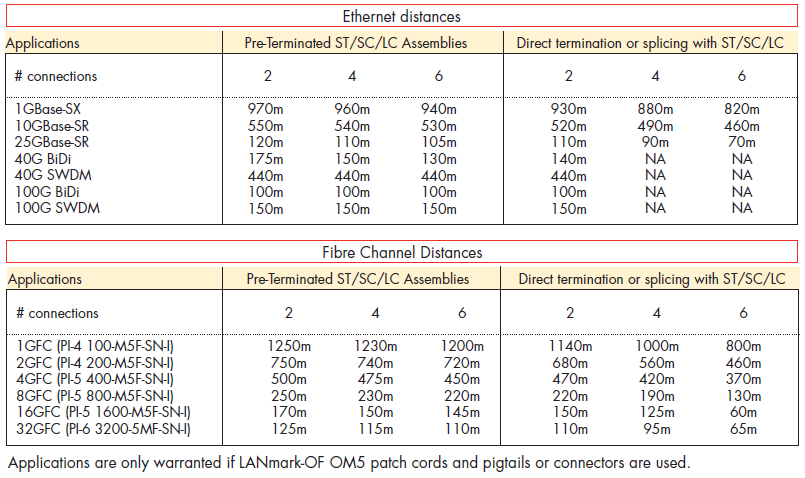 Ethernet distances
Applications Pre-Terminated ST/SC/LC Assemblies Direct termination or splicing with ST/SC/LC
# connections 2 4 6 2 4 6
1GBase-SX 970m 960m 940m 930m 880m 820m
10GBase-SR 550m 540m 530m 520m 490m 460m
25GBase-SR 120m 110m 105m 110m 90m 70m
40G BiDi 175m 150m 130m 140m NA NA
40G SWDM 440m 440m 440m 440m NA NA
100G BiDi 100m 100m 100m 100m NA NA
100G SWDM 150m 150m 150m 150m NA NA
Fibre Channel Distances
Applications Pre-Terminated ST/SC/LC Assemblies Direct termination or splicing with ST/SC/LC
# connections 2 4 6 2 4 6
1GFC (PI-4 100-M5F-SN-I) 1250m 1230m 1200m 1140m 1000m 800m
2GFC (PI-4 200-M5F-SN-I) 750m 740m 720m 680m 560m 460m
4GFC (PI-5 400-M5F-SN-I) 500m 475m 450m 470m 420m 370m
8GFC (PI-5 800-M5F-SN-I) 250m 230m 220m 220m 190m 130m
16GFC (PI-5 1600-M5F-SN-I) 170m 150m 145m 150m 125m 60m
32GFC (PI-6 3200-5MF-SN-I) 125m 115m 110m 110m 95m 65m
Applications are only warranted if LANmark-OF OM5 patch cords and pigtails or connectors are used.